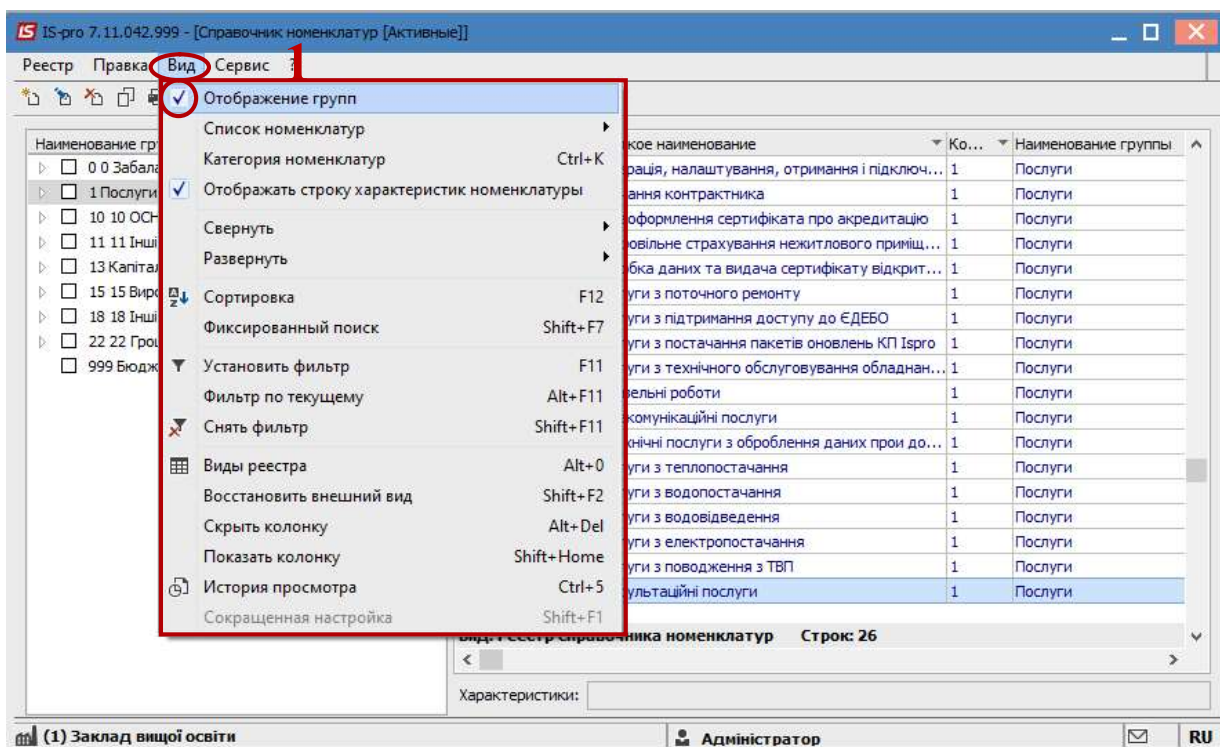 IS-pro 7.11.042.999 - [Справочник номенклатур [Активные]]
1
Реестр Правка Вид Сервис ?
Отображение групп
Список номенклатур
Категория номенклатур Ctrl+K
Отображать строку характеристик номенклатуры
Свернуть
Развернуть
Сортировка F12
Фиксированный поиск Shift+F7
Установить фильтр F11
Фильтр по текущему Alt+F11
Снять фильтр Shift+F11
Виды реестра Alt+0
Восстановить внешний вид Shift+F2
Скрыть колонку Alt+Del
Показать колонку Shift+Home
История просмотра Ctrl+5
Сокращенная настройка Shift+F1
Наименование гр
0 0 Забала
1 Послуги
10 10 ОСН
11 11 Інші
13 Капітал
15 15 Виро
18 18 Інші
22 22 Грош
999 Бюдж
кое наименование Ко... Наименование группы
рація, налаштування, отримання і підключ... 1 Послуги
ання контрактника 1 Послуги
оформлення сертифіката про акредитацію 1 Послуги
овільне страхування нежитлового приміщ... 1 Послуги
бка даних та видача сертифікату відкрит... 1 Послуги
уги з поточного ремонту 1 Послуги
уги з підтримання доступу до ЄДЕБО 1 Послуги
уги з постачання пакетів оновлень КП Ispro 1 Послуги
уги з технічного обслуговування обладнан... 1 Послуги
вельні роботи 1 Послуги
комунікаційні послуги 1 Послуги
хнічні послуги з оброблення даних прои до... 1 Послуги
уги з теплопостачання 1 Послуги
уги з водопостачання 1 Послуги
уги з водовідведення 1 Послуги
уги з електропостачання 1 Послуги
уги з поводження з ТВП 1 Послуги
ультаційні послуги 1 Послуги
Вид: Реестр справочника номенклатур Строк: 26
Характеристики:
(1) Заклад вищої освіти Адміністратор RU